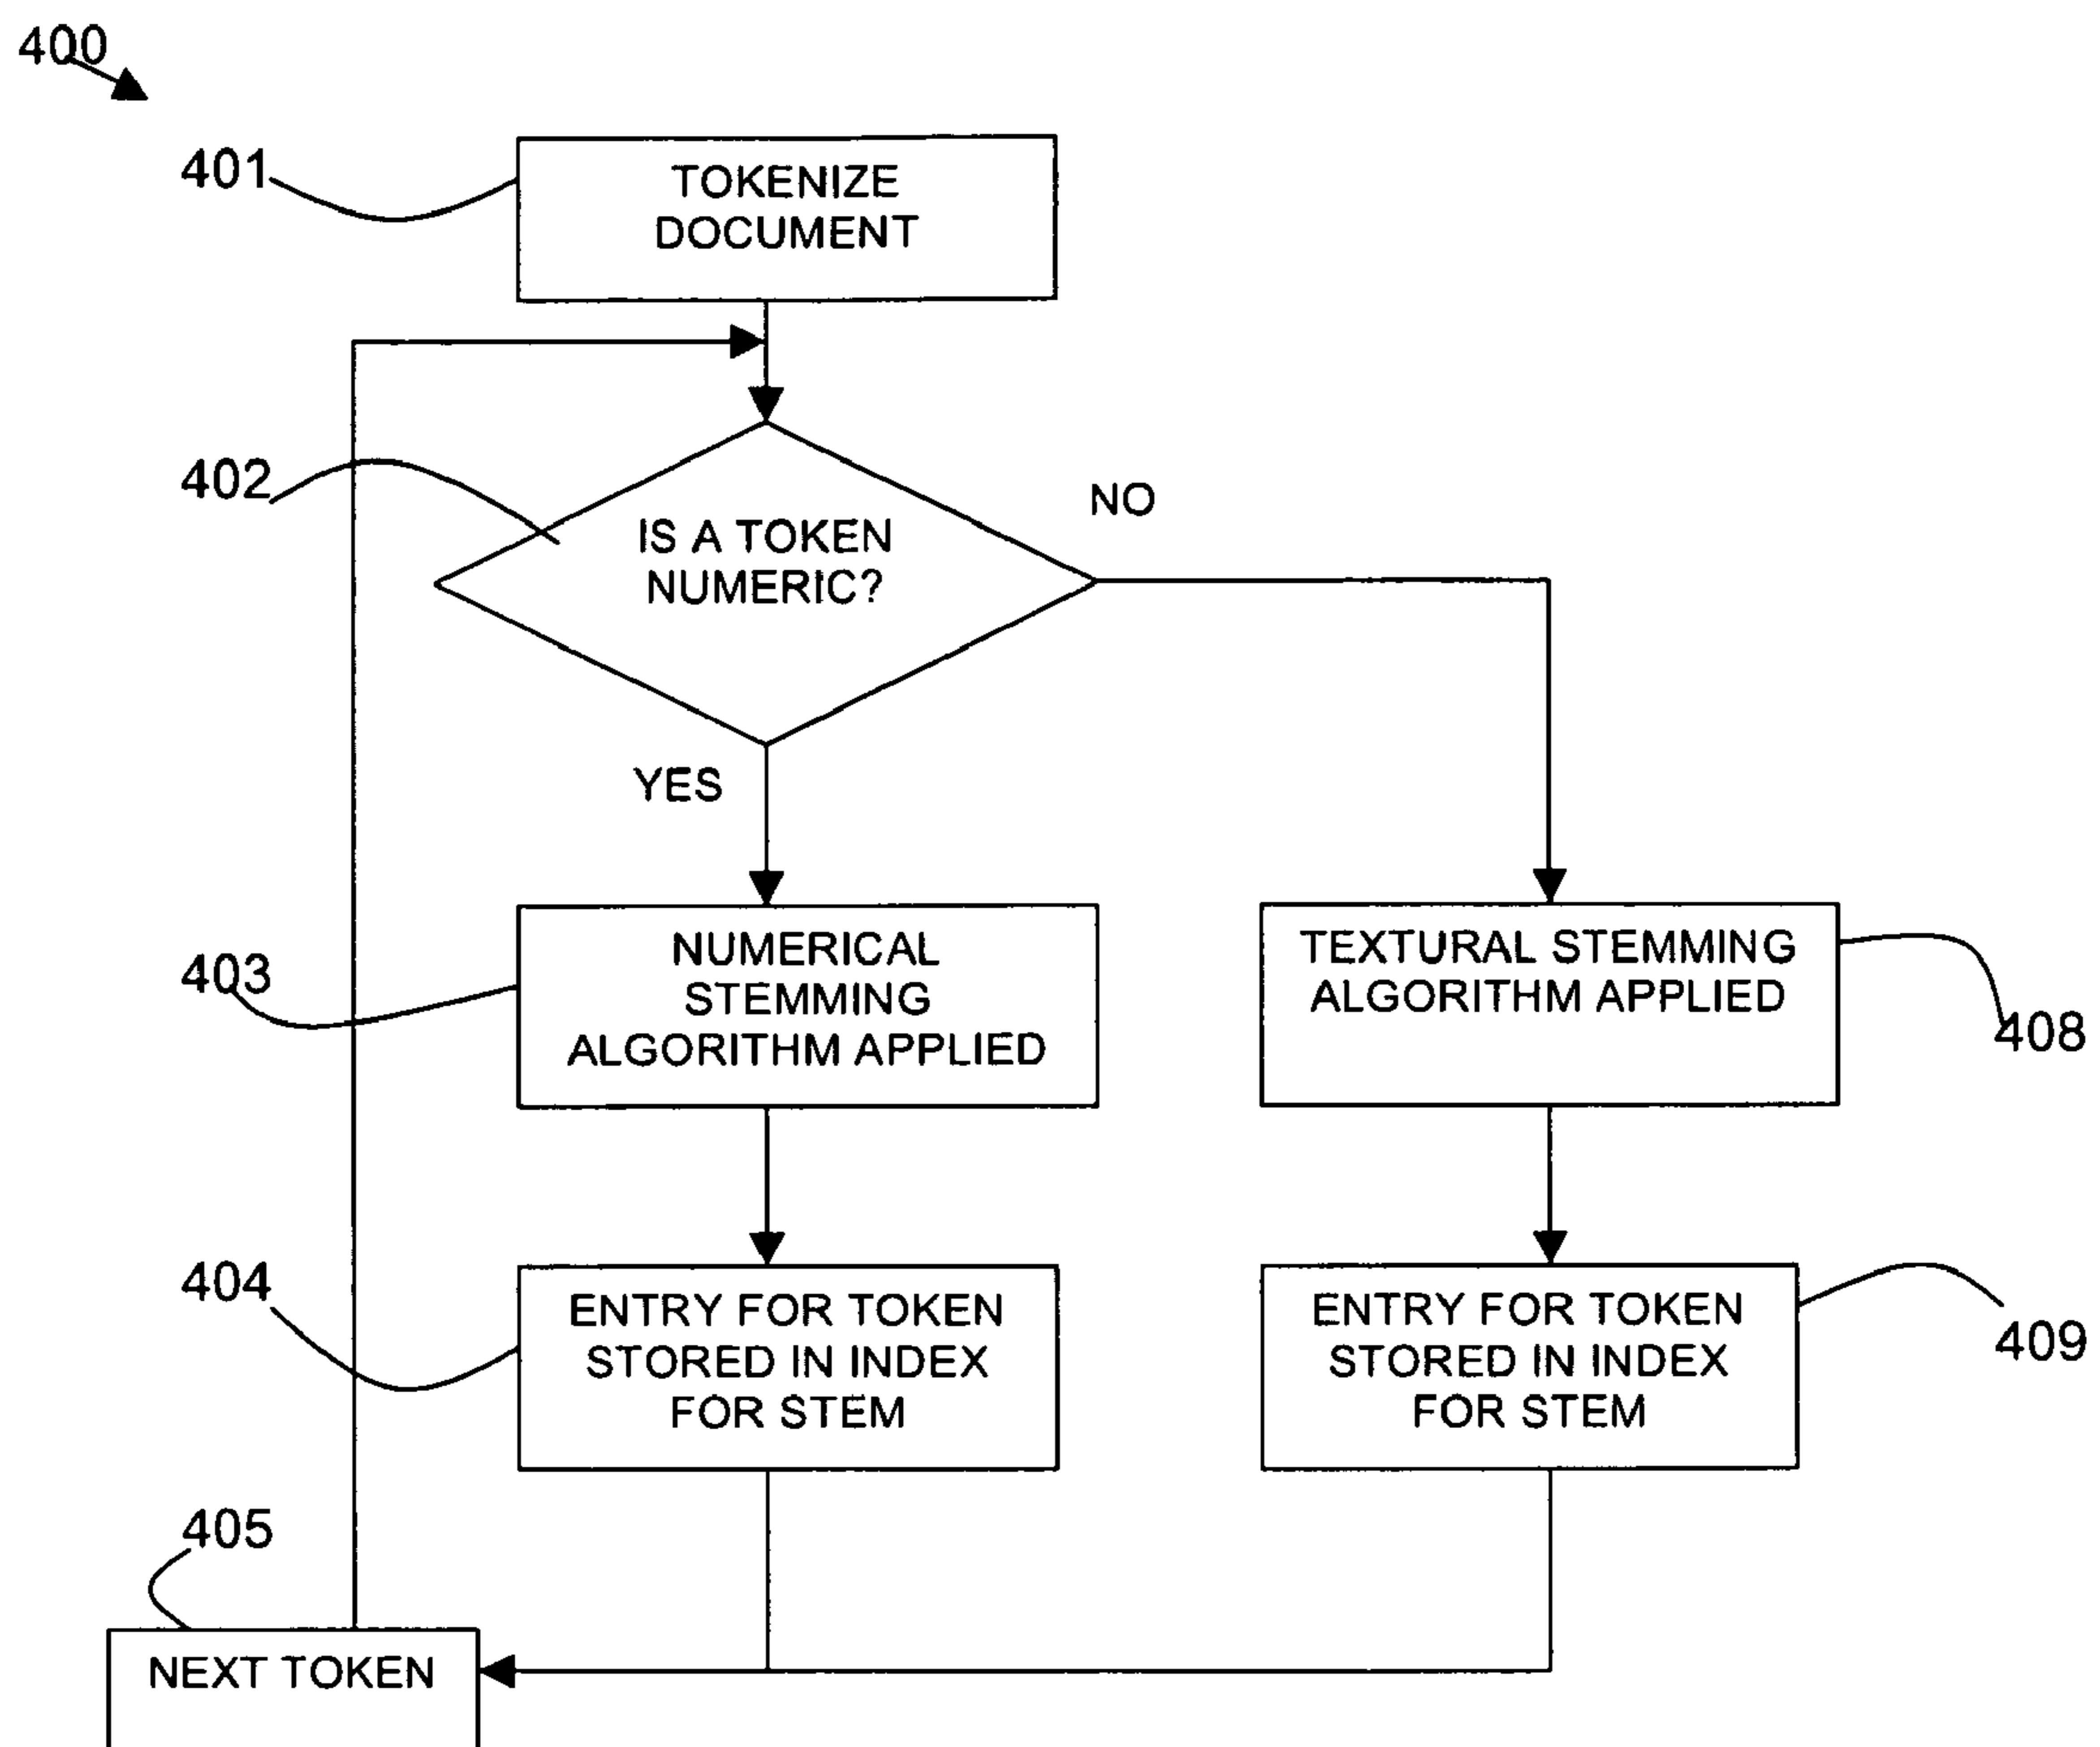 400
401
TOKENIZE
DOCUMENT
402
IS A TOKEN
NUMERIC?
NO
YES
403
NUMERICAL
STEMMING
ALGORITHM APPLIED
TEXTURAL STEMMING
ALGORITHM APPLIED
408
404
ENTRY FOR TOKEN
STORED IN INDEX
FOR STEM
ENTRY FOR TOKEN
STORED IN INDEX
FOR STEM
409
405
NEXT TOKEN